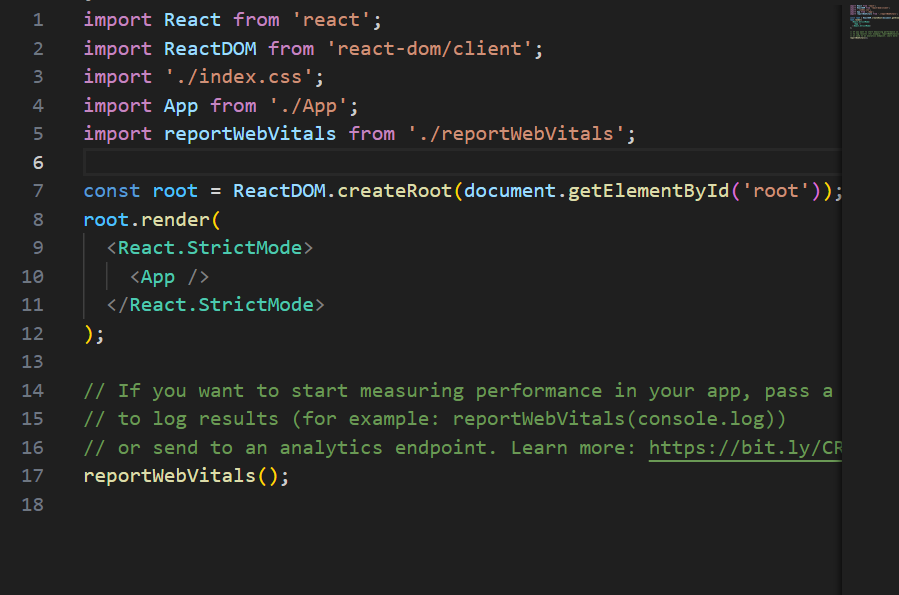 1 import React from 'react';
2 import ReactDOM from 'react-dom/client';
3 import './index.css';
4 import App from './App';
5 import reportWebVitals from './reportWebVitals';
6
7 const root = ReactDOM.createRoot(document.getElementById('root'));
8 root.render(
9   <React.StrictMode>
10     <App />
11   </React.StrictMode>
12 );
13
14 // If you want to start measuring performance in your app, pass a
15 // to log results (for example: reportWebVitals(console.log))
16 // or send to an analytics endpoint. Learn more: https://bit.ly/CR
17 reportWebVitals();
18